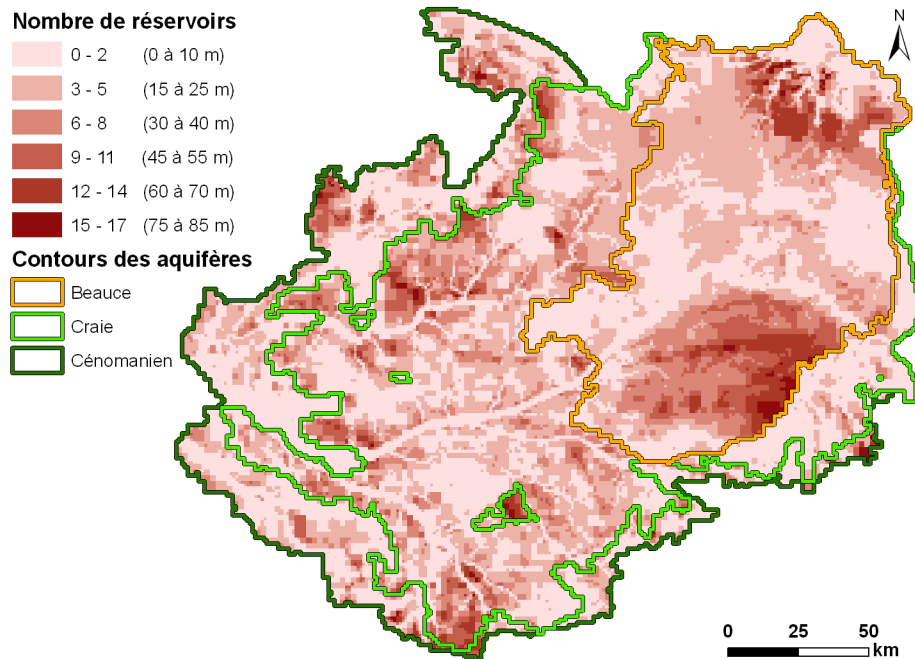 Nombre de réservoirs
0 - 2 (0 à 10 m)
3 - 5 (15 à 25 m)
6 - 8 (30 à 40 m)
9 - 11 (45 à 55 m)
12 - 14 (60 à 70 m)
15 - 17 (75 à 85 m)
Contours des aquifères
Beauce
Craie
Cénomanien
N
0 25 50
km